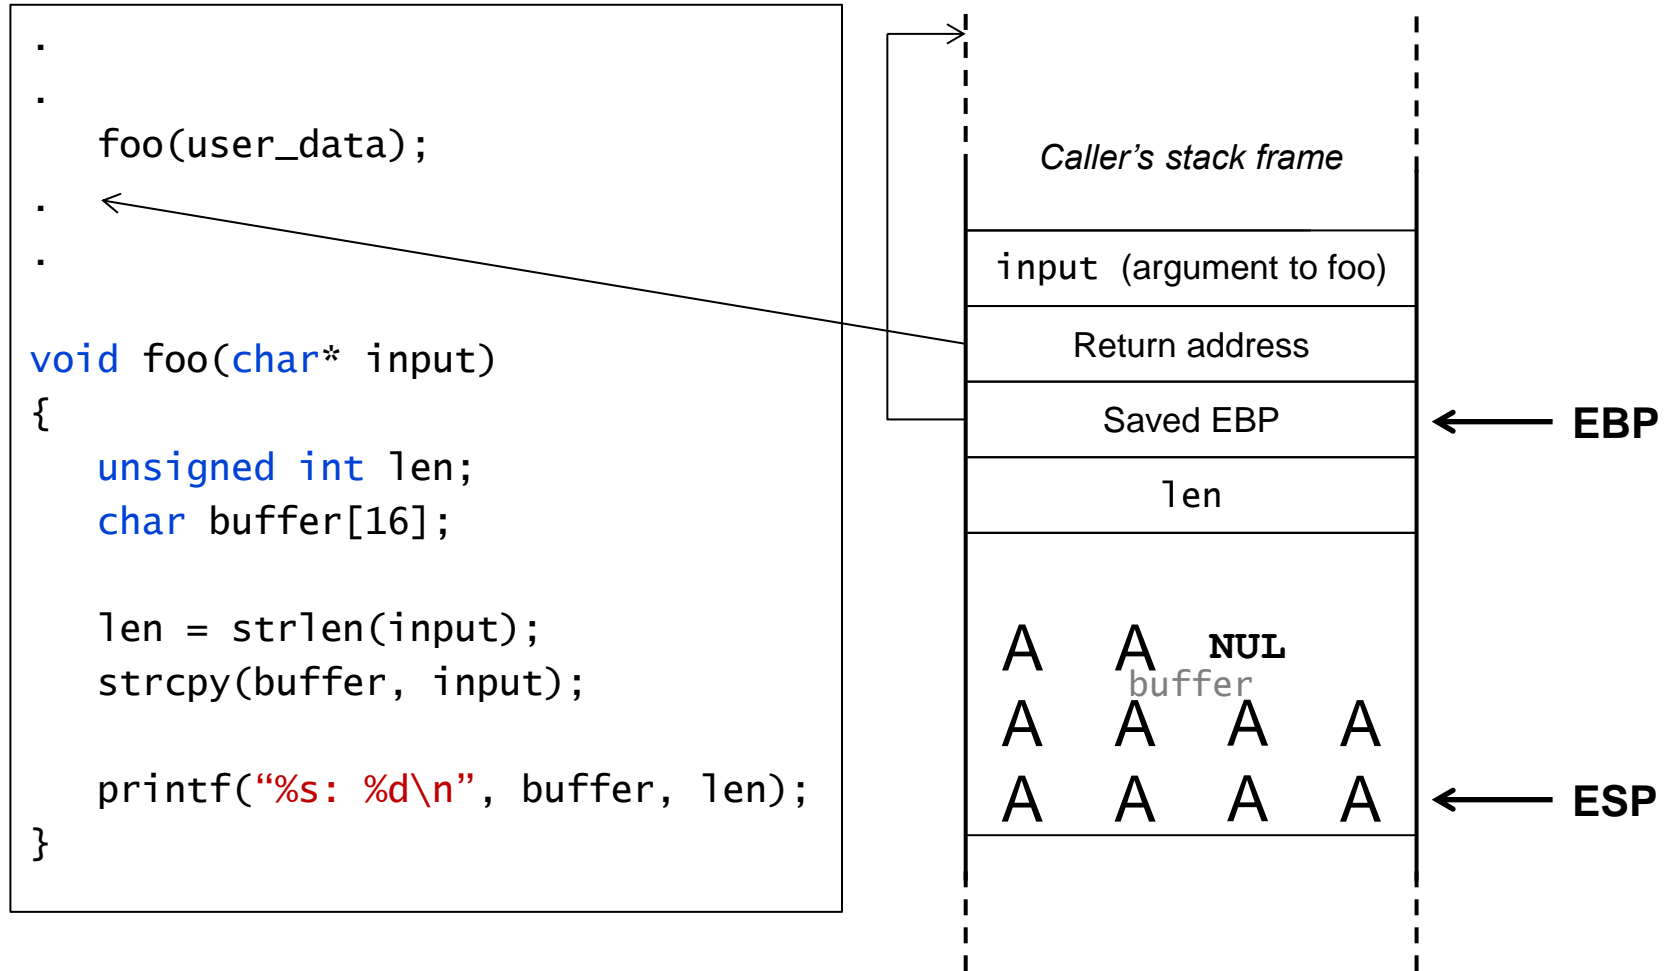 .
.
foo(user_data);
.
.
void foo(char* input)
{
unsigned int len;
char buffer[16];
len = strlen(input);
strcpy(buffer, input);
printf(“%s: %d\n”, buffer, len);
}
Caller’s stack frame
input (argument to foo)
Return address
Saved EBP
EBP
len
A A NUL
buffer
A A A A
A A A A
ESP